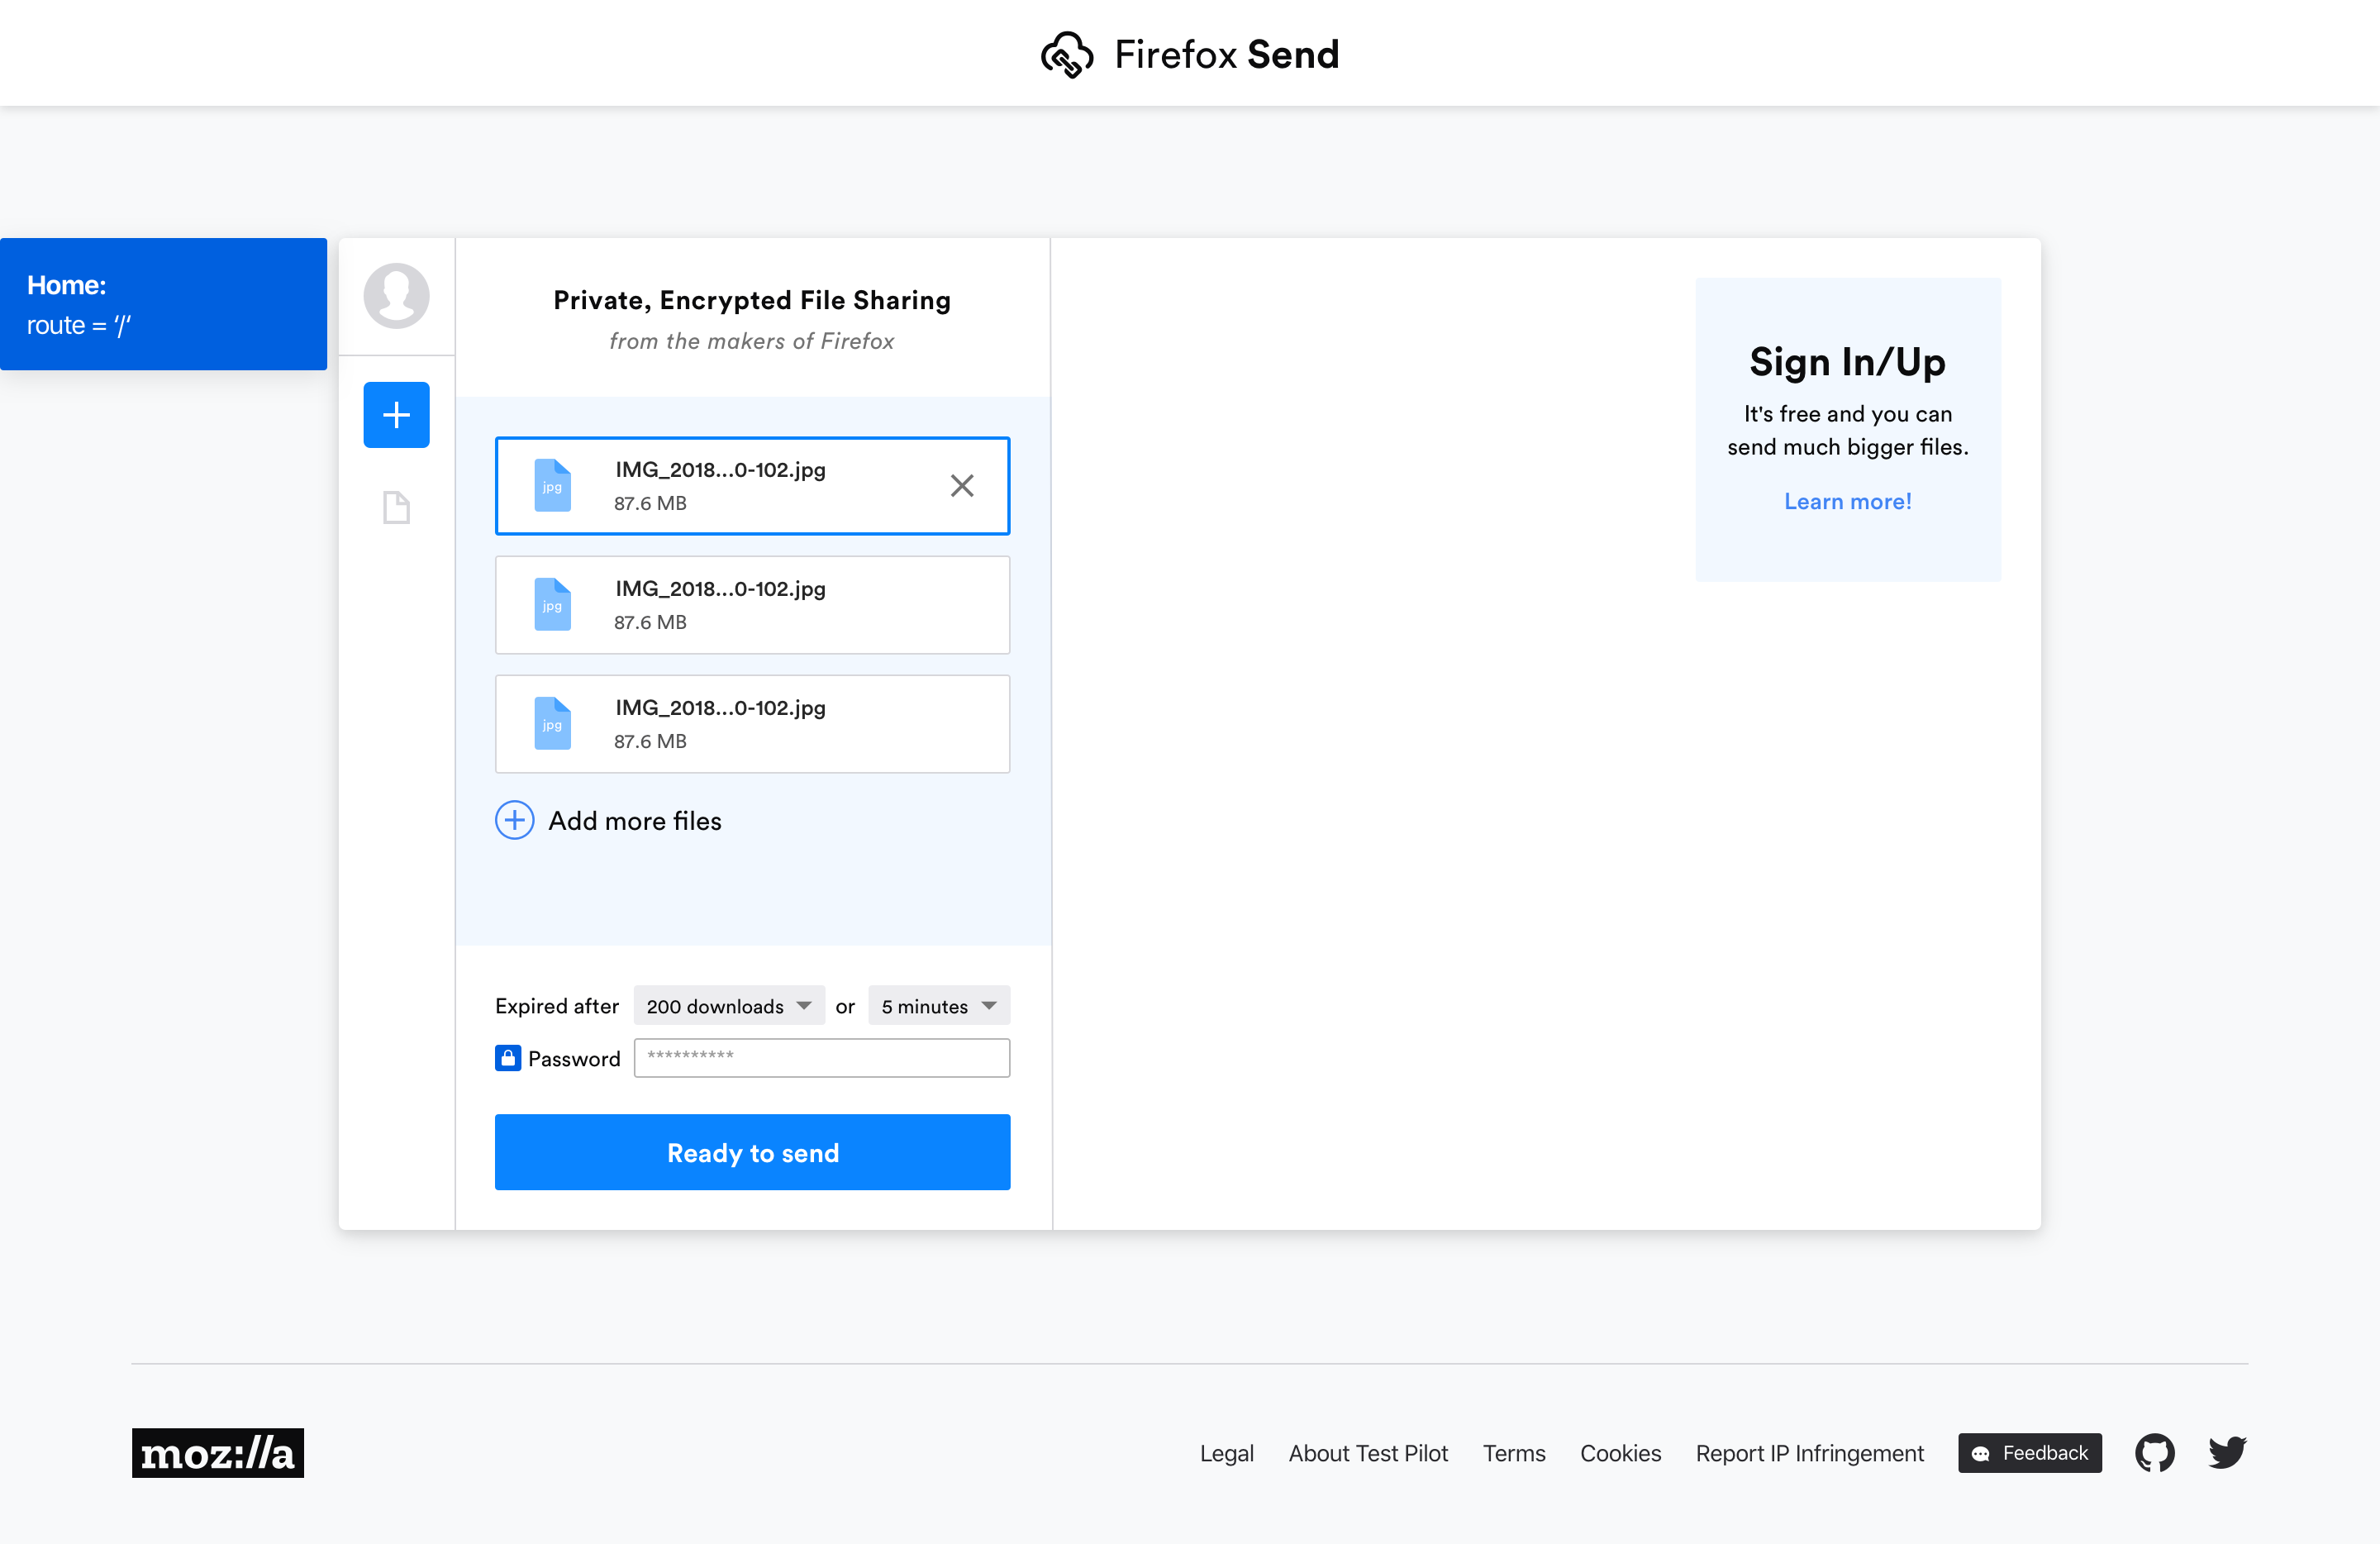 Firefox Send
Home:
route = ‘/‘
Private, Encrypted File Sharing
from the makers of Firefox
jpg
IMG_2018...0-102.jpg
87.6 MB
jpg
IMG_2018...0-102.jpg
87.6 MB
jpg
IMG_2018...0-102.jpg
87.6 MB
Add more files
Expired after 200 downloads or 5 minutes
Password **********
Ready to send
Sign In/Up
It's free and you can
send much bigger files.
Learn more!
moz://a
Legal About Test Pilot Terms Cookies Report IP Infringement Feedback